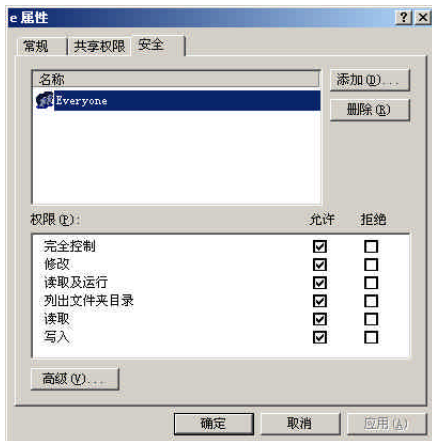 e 属性
常规 共享权限 安全
名称 添加(D)...
Everyone
删除(R)
权限(P): 允许 拒绝
完全控制
修改
读取及运行
列出文件夹目录
读取
写入
高级(V)...
确定 取消 应用(A)